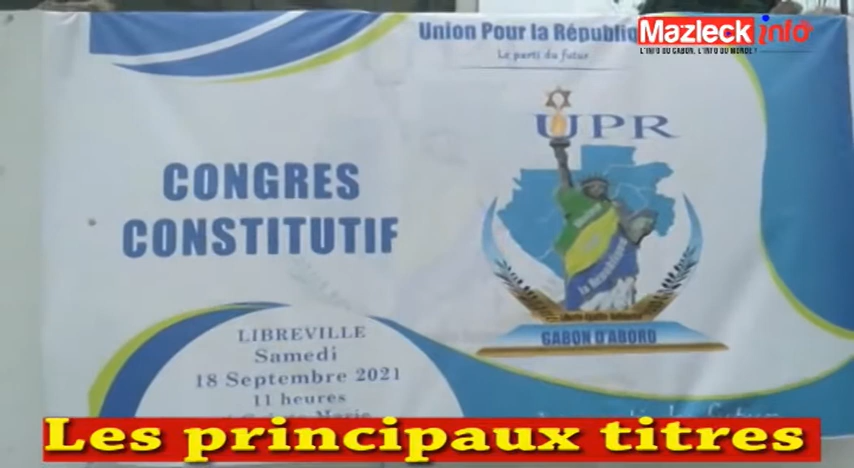 Union Pour la République
Le parti du futur
Mazleck info
L'INFO DU GABON, L'INFO DU MONDE !
UPR
CONGRES
CONSTITUTIF
la République
GABON D'ABORD
LIBREVILLE
Samedi
18 Septembre 2021
11 heures
Les principaux titres